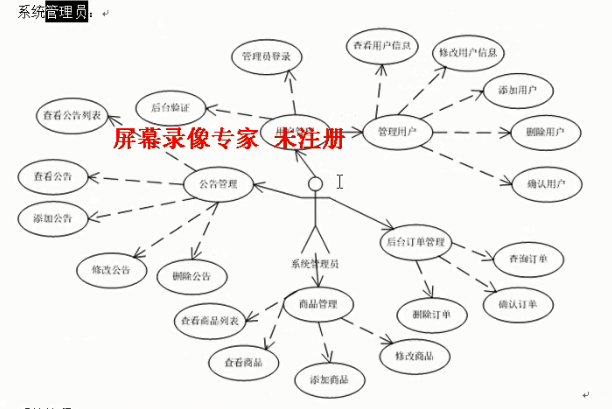 系统管理员：
管理员登录
查看用户信息
修改用户信息
添加用户
删除用户
确认用户
管理用户
后台验证
屏幕录像专家 未注册
查看公告列表
查看公告
添加公告
修改公告
删除公告
公告管理
系统管理员
后台订单管理
查询订单
确认订单
删除订单
商品管理
查看商品列表
查看商品
添加商品
修改商品